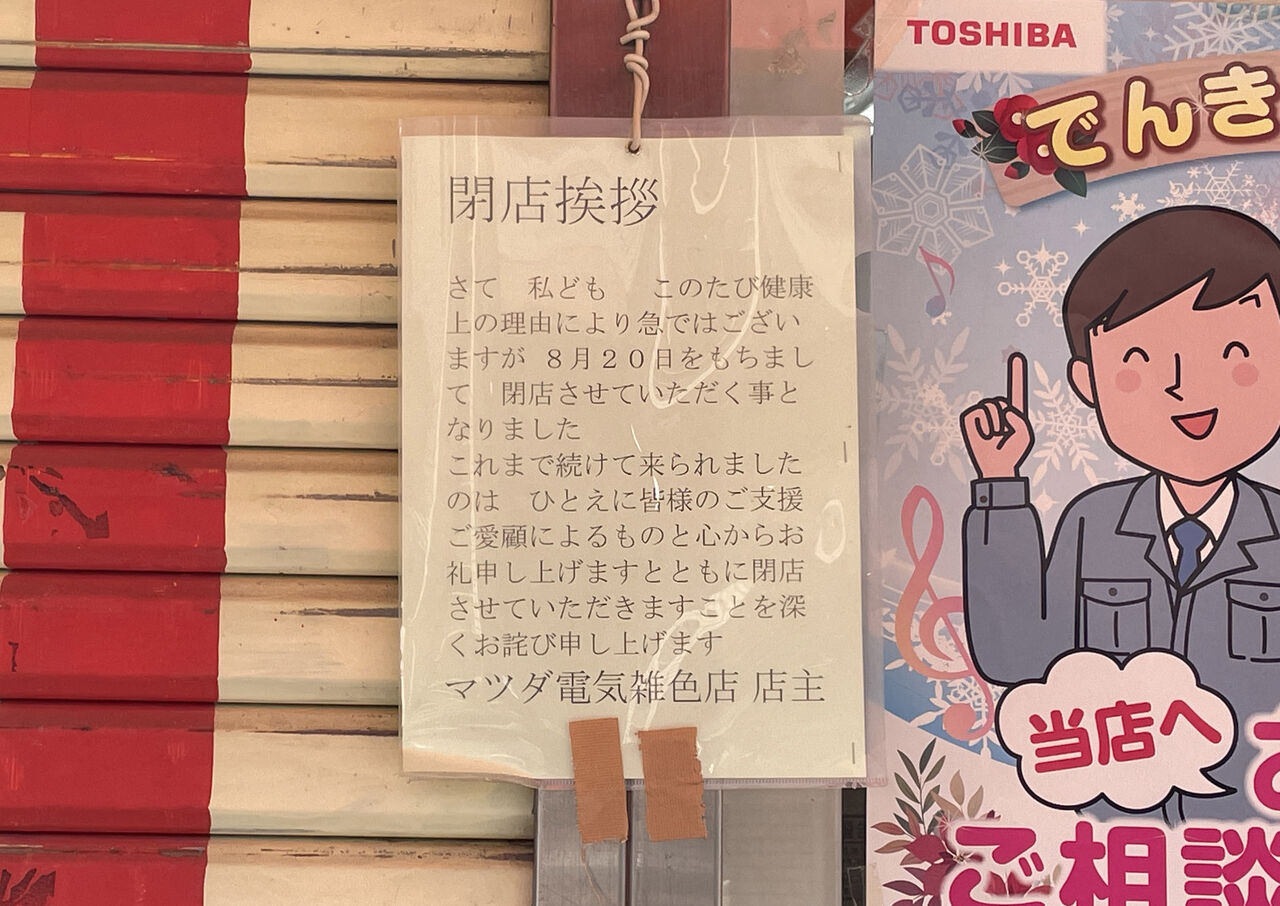 閉店挨拶
さて　私ども　　このたび健康
上の理由により急ではござい
ますが ８月２０日をもちまし
て　閉店させていただく事と
なりました
これまで続けて来られました
のは　ひとえに皆様のご支援
ご愛顧によるものと心からお
礼申し上げますとともに閉店
させていただきますことを深
くお詫び申し上げます
マツダ電気雑色店 店主
TOSHIBA
でんき
当店へ
ご相談